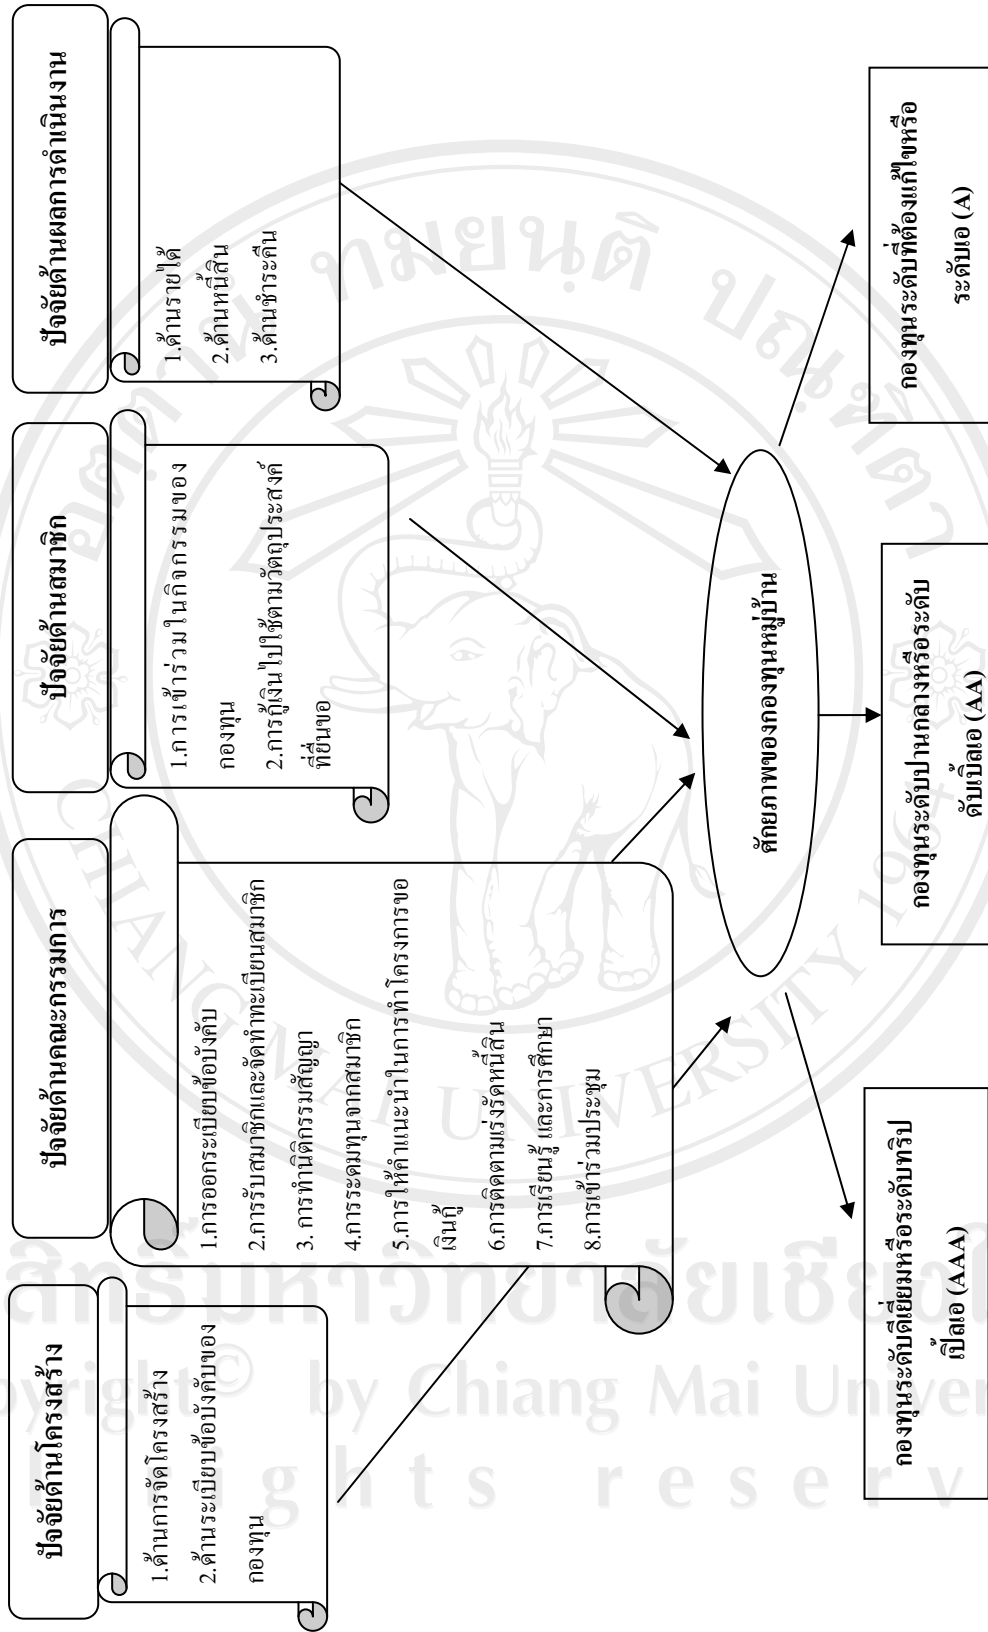 ปัจจัยด้านโครงสร้าง
1.ด้านการจัดโครงสร้าง
2.ด้านระเบียบข้อบังคับของ
กองทุน
ปัจจัยด้านคณะกรรมการ
1.การออกระเบียบข้อบังคับ
2.การรับสมาชิกและจัดทำทะเบียนสมาชิก
3. การทำนิติกรรมสัญญา
4.การระดมทุนจากสมาชิก
5.การให้คำแนะนำในการทำโครงการขอ
เงินกู้
6.การติดตามเร่งรัดหนี้สิน
7.การเรียนรู้ และการศึกษา
8.การเข้าร่วมประชุม
ปัจจัยด้านสมาชิก
1.การเข้าร่วมในกิจกรรมของ
กองทุน
2.การกู้เงินไปใช้ตามวัตถุประสงค์
ที่ยื่นขอ
ปัจจัยด้านผลการดำเนินงาน
1.ด้านรายได้
2.ด้านหนี้สิน
3.ด้านชำระคืน
ศักยภาพของกองทุนหมู่บ้าน
กองทุนระดับดีเยี่ยมหรือระดับทริป
เปิ้ลเอ (AAA)
กองทุนระดับปานกลางหรือระดับ
ดับเบิ้ลเอ (AA)
กองทุนระดับที่ต้องแก้ไขหรือ
ระดับเอ (A)
CHIANG MAI UNIVERSITY 1964
by Chiang Mai